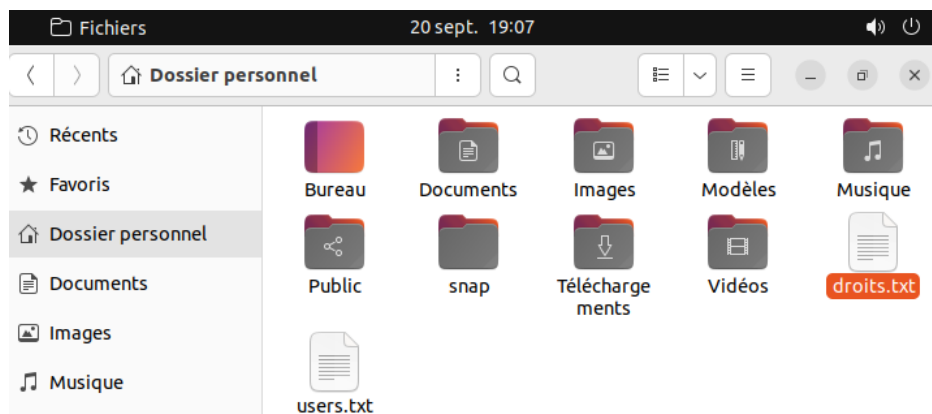 Fichiers 20 sept. 19:07
Dossier personnel
Récents
Favoris
Dossier personnel
Documents
Images
Musique
Bureau Documents Images Modèles Musique
Public snap Télécharge Vidéos droits.txt
ments
users.txt